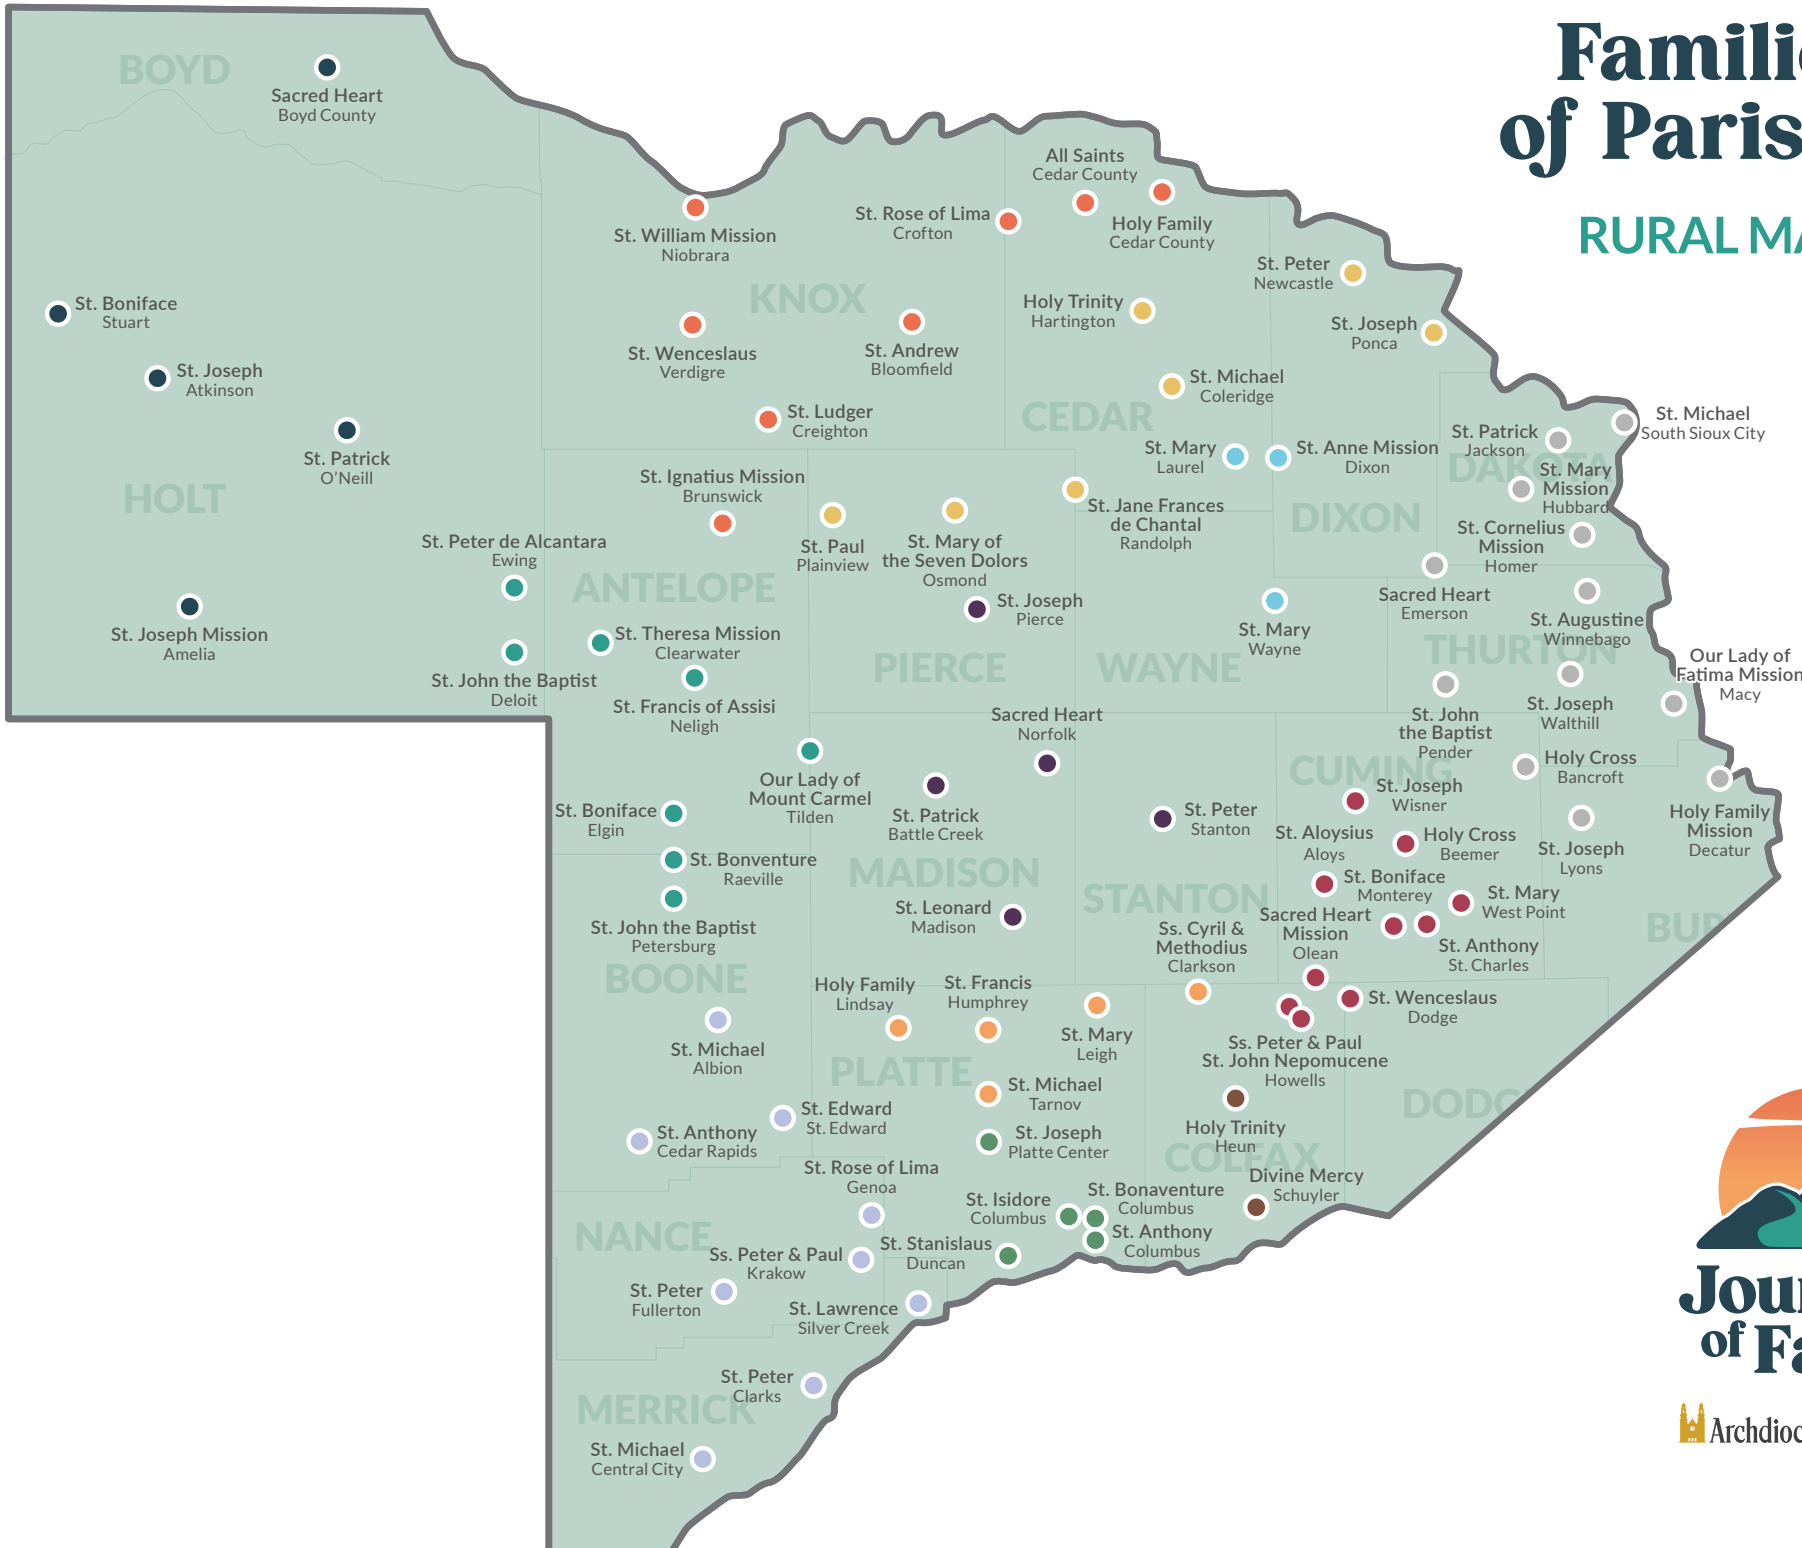 Famili
of Paris
RURAL MA
BOYD
Sacred Heart
Boyd County
All Saints
Cedar County
St. William Mission
Niobrara
St. Rose of Lima
Crofton
Holy Family
Cedar County
St. Peter
Newcastle
KNOX
St. Boniface
Stuart
Holy Trinity
Hartington
St. Joseph
Ponca
St. Wenceslaus
Verdigre
St. Andrew
Bloomfield
St. Joseph
Atkinson
St. Michael
Coleridge
CEDAR
St. Ludger
Creighton
St. Michael
South Sioux City
St. Patrick
Jackson
St. Patrick
O'Neill
St. Mary
Laurel
St. Anne Mission
Dixon
DAKOTA
St. Mary
Mission
Hubbard
HOLT
St. Ignatius Mission
Brunswick
St. Jane Frances
de Chantal
Randolph
DIXON
St. Peter de Alcantara
Ewing
St. Paul
Plainview
St. Mary of
the Seven Dolors
Osmond
St. Cornelius
Mission
Homer
ANTELOPE
St. Joseph
Pierce
Sacred Heart
Emerson
St. Augustine
Winnebago
St. Joseph Mission
Amelia
St. Theresa Mission
Clearwater
St. Mary
Wayne
THURTON
PIERCE
WAYNE
Our Lady of
Fatima Mission
Macy
St. John the Baptist
Deloit
St. Francis of Assisi
Neligh
Sacred Heart
Norfolk
St. John
the Baptist
Pender
St. Joseph
Walthill
Our Lady of
Mount Carmel
Tilden
CUMING
Holy Cross
Bancroft
St. Joseph
Wisner
St. Boniface
Elgin
St. Patrick
Battle Creek
St. Peter
Stanton
St. Aloysius
Aloys
Holy Cross
Beemer
St. Joseph
Lyons
Holy Family
Mission
Decatur
St. Bonventure
Raeville
MADISON
STANTON
St. Boniface
Monterey
St. Mary
West Point
St. John the Baptist
Petersburg
St. Leonard
Madison
Sacred Heart
Mission
Olean
BUR
Ss. Cyril &
Methodius
Clarkson
St. Anthony
St. Charles
BOONE
Holy Family
Lindsay
St. Francis
Humphrey
St. Wenceslaus
Dodge
St. Michael
Albion
St. Mary
Leigh
Ss. Peter & Paul
St. John Nepomucene
Howells
PLATTE
St. Michael
Tarnov
DODG
St. Edward
St. Edward
St. Anthony
Cedar Rapids
St. Joseph
Platte Center
Holy Trinity
Heun
COLFAX
St. Rose of Lima
Genoa
Divine Mercy
Schuyler
St. Isidore
Columbus
St. Bonaventure
Columbus
NANCE
St. Anthony
Columbus
Ss. Peter & Paul
Krakow
St. Stanislaus
Duncan
St. Peter
Fullerton
St. Lawrence
Silver Creek
St. Peter
Clarks
MERRICK
St. Michael
Central City
Jour
of Fa
Archdioc